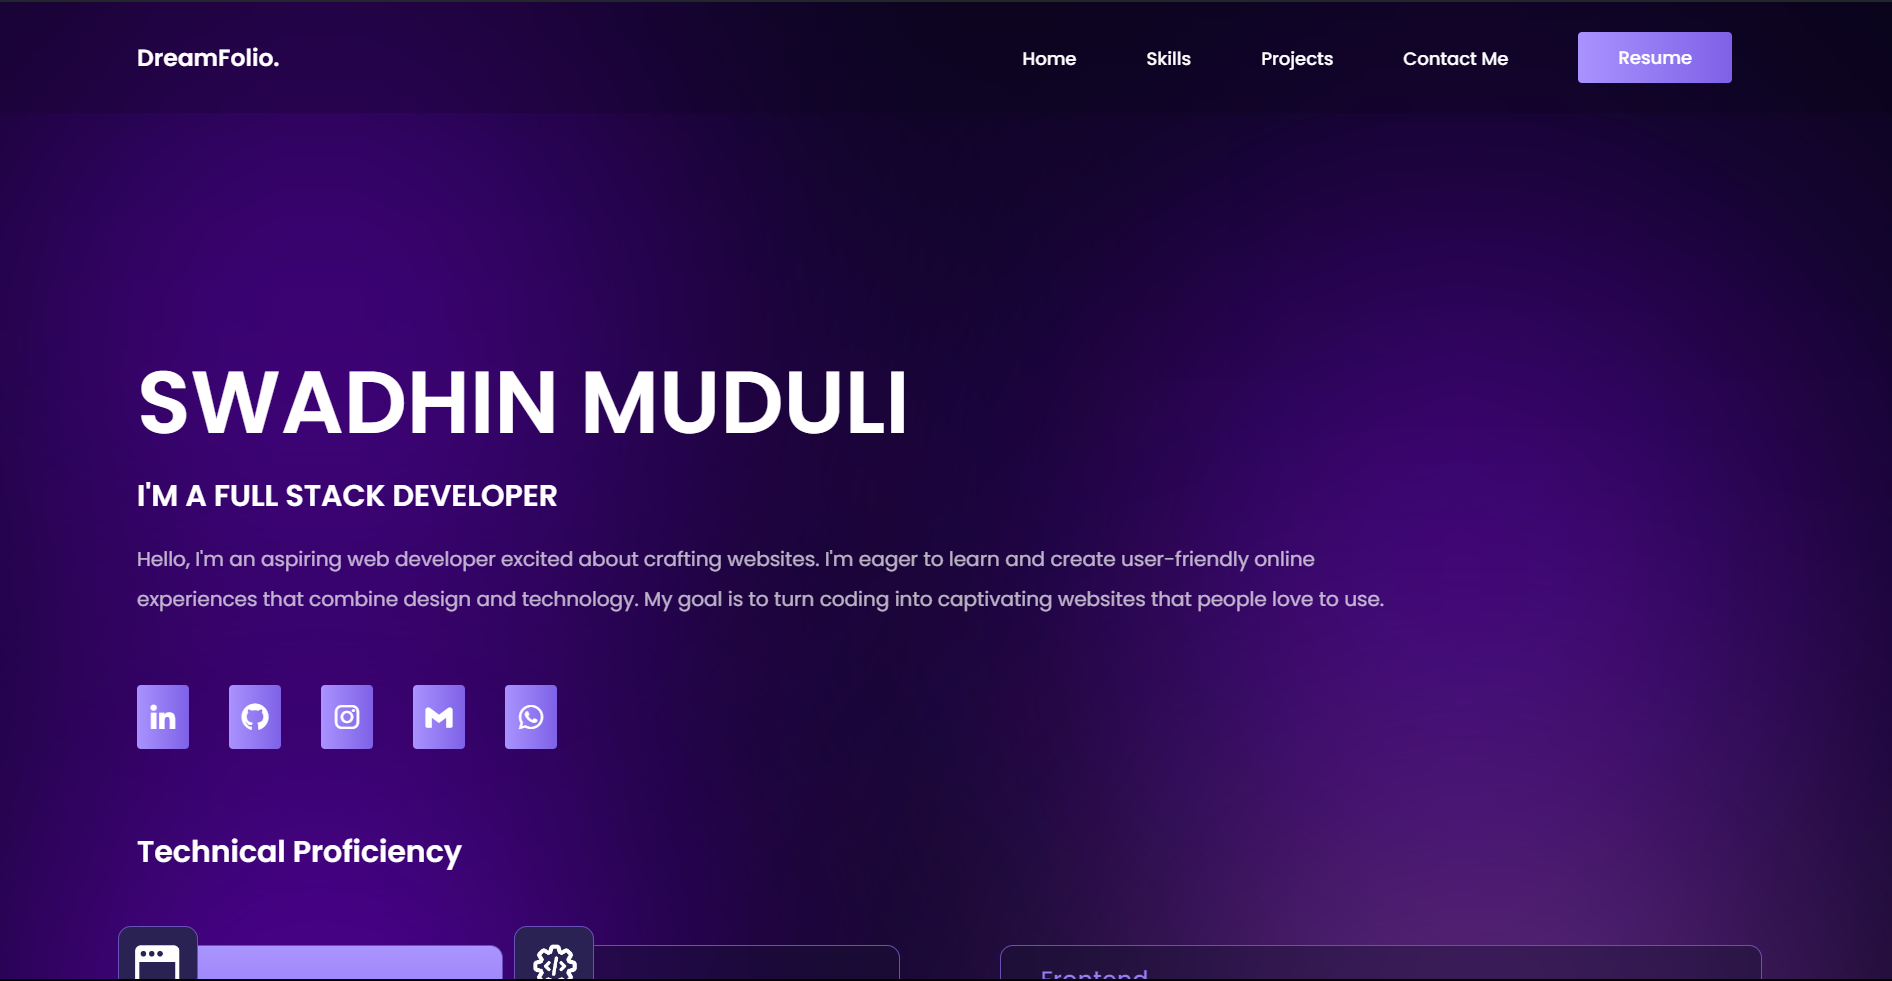 DreamFolio.
Home
Skills
Projects
Contact Me
Resume
SWADHIN MUDULI
I'M A FULL STACK DEVELOPER
Hello, I'm an aspiring web developer excited about crafting websites. I'm eager to learn and create user-friendly online
experiences that combine design and technology. My goal is to turn coding into captivating websites that people love to use.
in
Technical Proficiency
Frontend